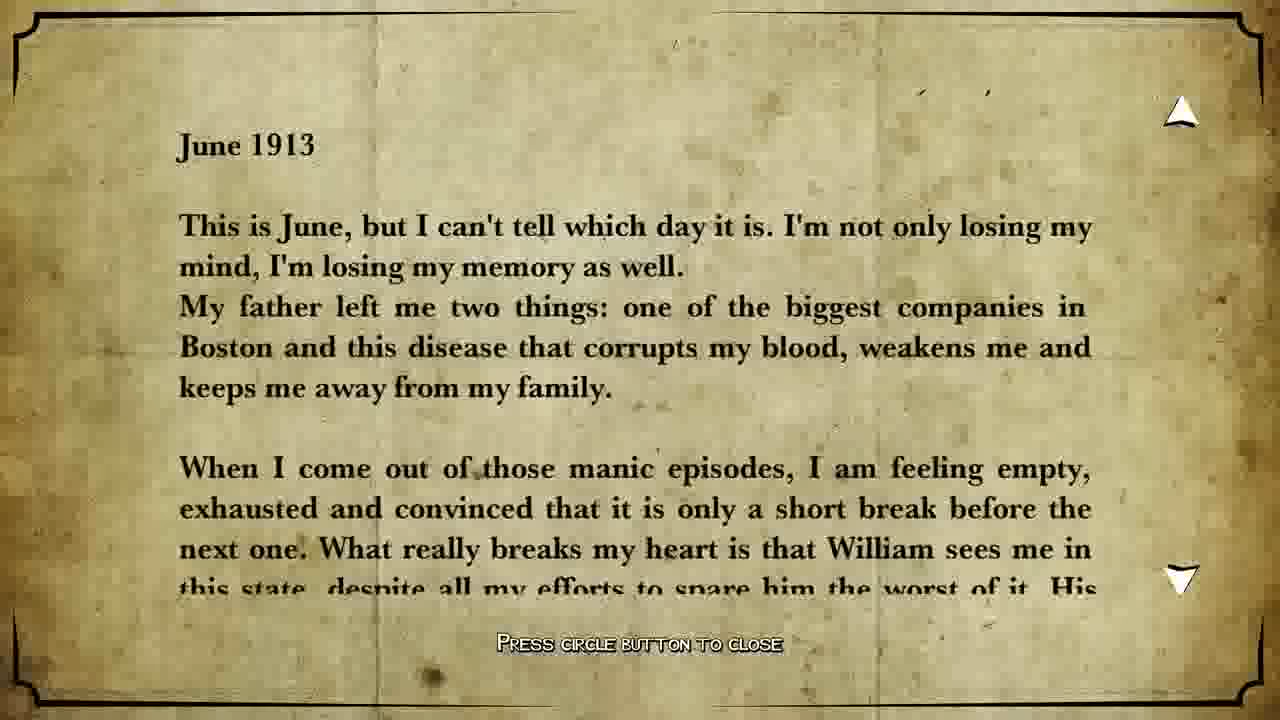 June 1913
This is June, but I can't tell which day it is. I'm not only losing my
mind, I'm losing my memory as well.
My father left me two things: one of the biggest companies in
Boston and this disease that corrupts my blood, weakens me and
keeps me away from my family.
When I come out of those manic episodes, I am feeling empty,
exhausted and convinced that it is only a short break before the
next one. What really breaks my heart is that William sees me in
this state, despite all my efforts to spare him the worst of it. His
PRESS CIRCLE BUTTON TO CLOSE